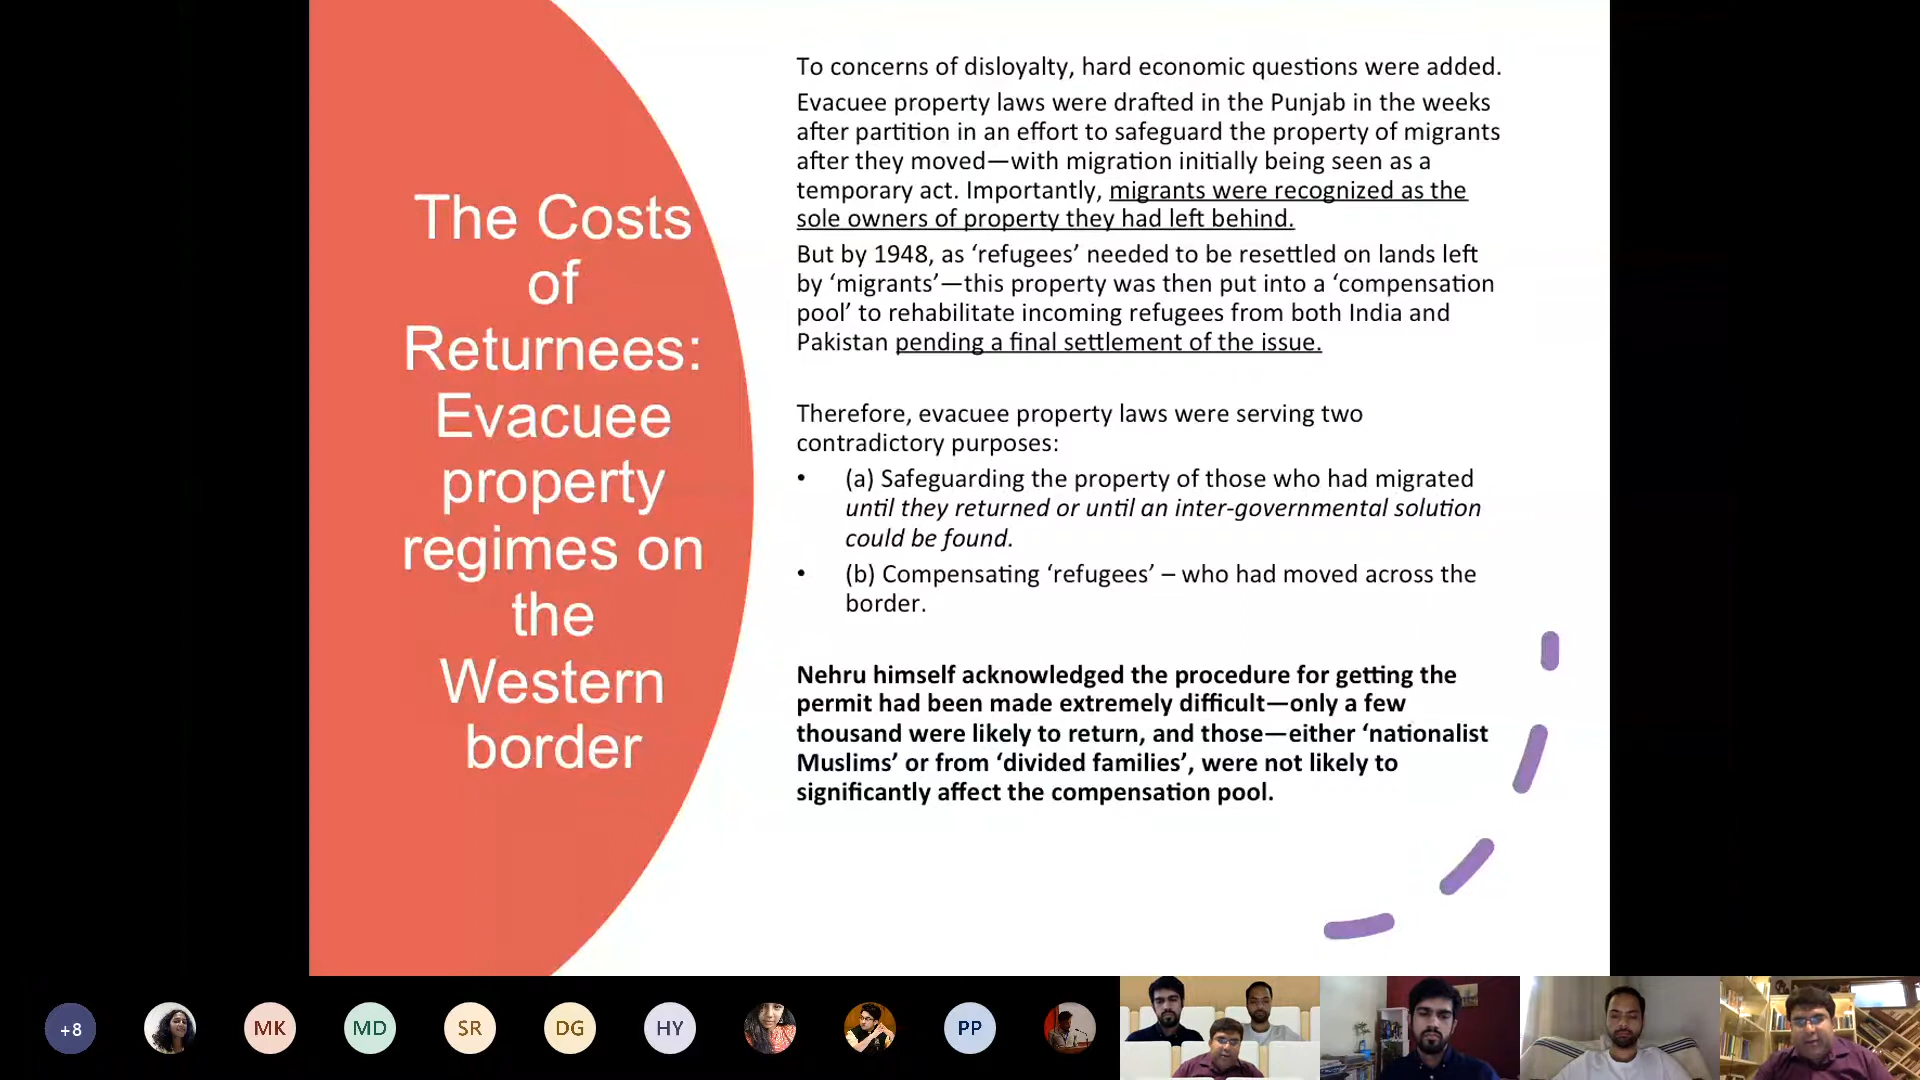 The Costs
of
Returnees:
Evacuee
property
regimes on
the
Western
border
To concerns of disloyalty, hard economic questions were added.
Evacuee property laws were drafted in the Punjab in the weeks
after partition in an effort to safeguard the property of migrants
after they moved—with migration initially being seen as a
temporary act. Importantly, migrants were recognized as the
sole owners of property they had left behind.
But by 1948, as ‘refugees’ needed to be resettled on lands left
by ‘migrants’—this property was then put into a ‘compensation
pool’ to rehabilitate incoming refugees from both India and
Pakistan pending a final settlement of the issue.
Therefore, evacuee property laws were serving two
contradictory purposes:
• (a) Safeguarding the property of those who had migrated
until they returned or until an inter-governmental solution
could be found.
• (b) Compensating ‘refugees’ – who had moved across the
border.
Nehru himself acknowledged the procedure for getting the
permit had been made extremely difficult—only a few
thousand were likely to return, and those—either ‘nationalist
Muslims’ or from ‘divided families’, were not likely to
significantly affect the compensation pool.
+8 MK MD SR DG HY PP